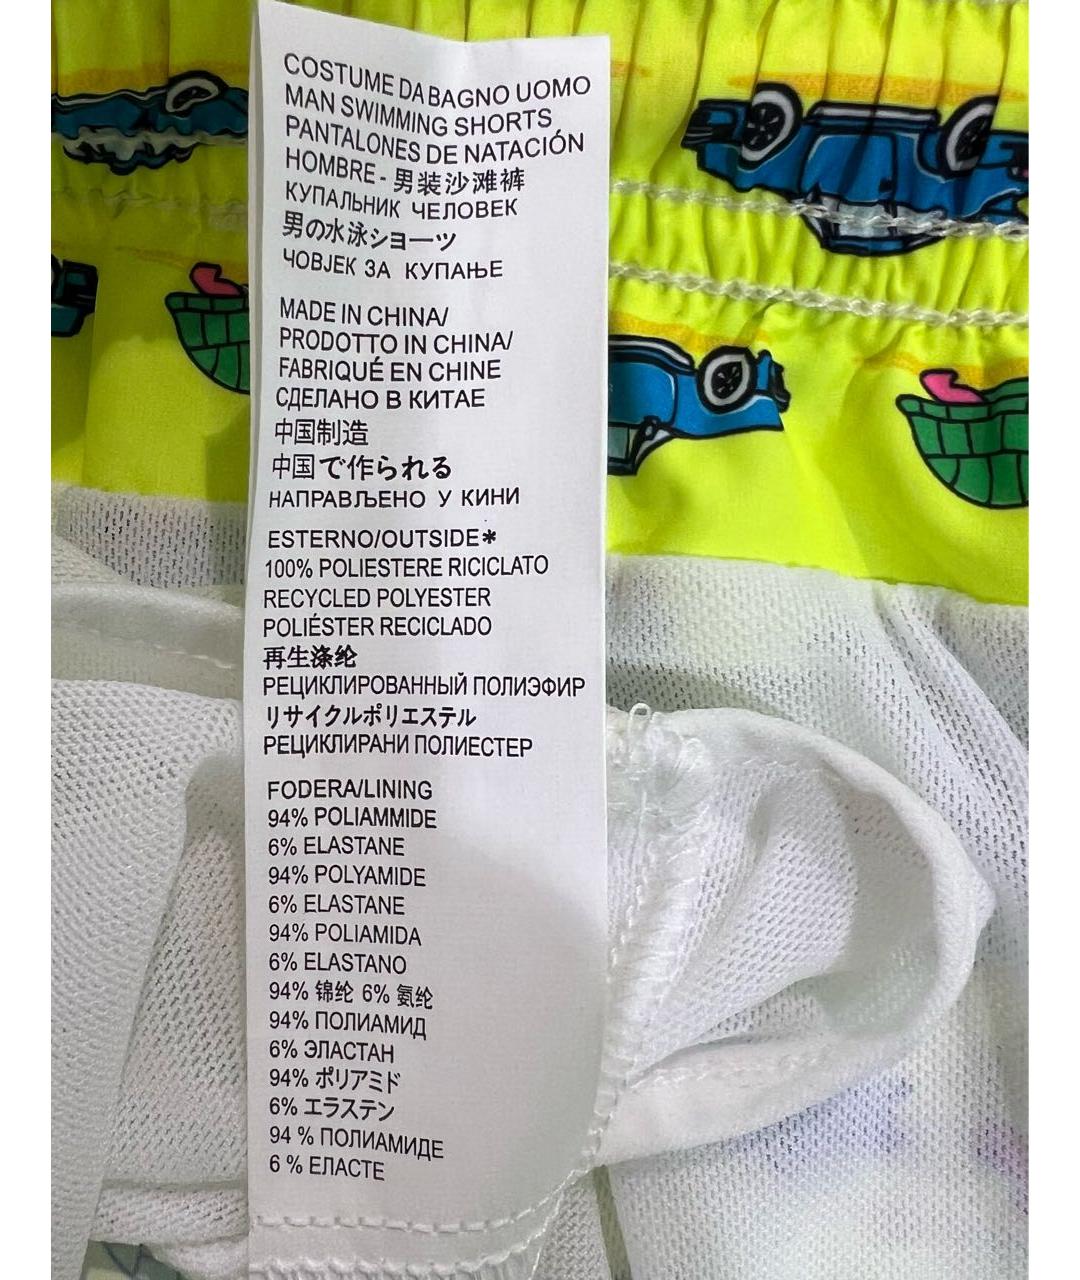 COSTUME DA BAGNO UOMO
MAN SWIMMING SHORTS
PANTALONES DE NATACIÓN
HOMBRE - 男装沙滩裤
КУПАЛЬНИК ЧЕЛОВЕК
男の水泳ショーツ
ЧОВЈЕК ЗА КУПАЊЕ
MADE IN CHINA/
PRODOTTO IN CHINA/
FABRIQUÉ EN CHINE
СДЕЛАНО В КИТАЕ
中国制造
中国で作られる
НАПРАВЉЕНО У КИНИ
ESTERNO/OUTSIDE*
100% POLIESTERE RICICLATO
RECYCLED POLYESTER
POLIÉSTER RECICLADO
再生涤纶
РЕЦИКЛИРОВАННЫЙ ПОЛИЭФИР
リサイクルポリエステル
РЕЦИКЛИРАНИ ПОЛИЕСТЕР
FODERA/LINING
94% POLIAMMIDE
6% ELASTANE
94% POLYAMIDE
6% ELASTANE
94% POLIAMIDA
6% ELASTANO
94% 锦纶 6% 氨纶
94% ПОЛИАМИД
6% ЭЛАСТАН
94% ポリアミド
6% エラステン
94 % ПОЛИАМИДЕ
6 % ЕЛАСТЕ